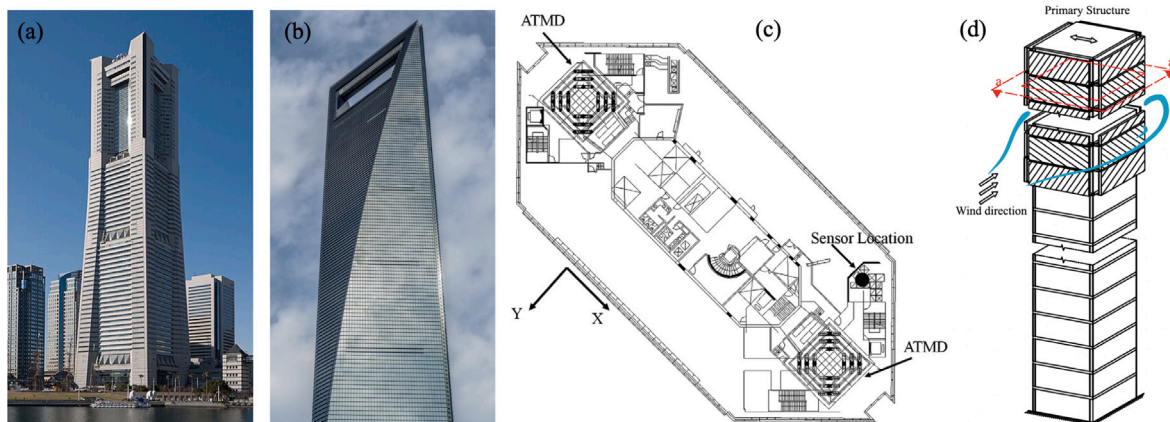 (a)
(b)
(c)
(d)
ATMD
Sensor Location
Y
X
ATMD
Primary Structure
a
a
Wind direction